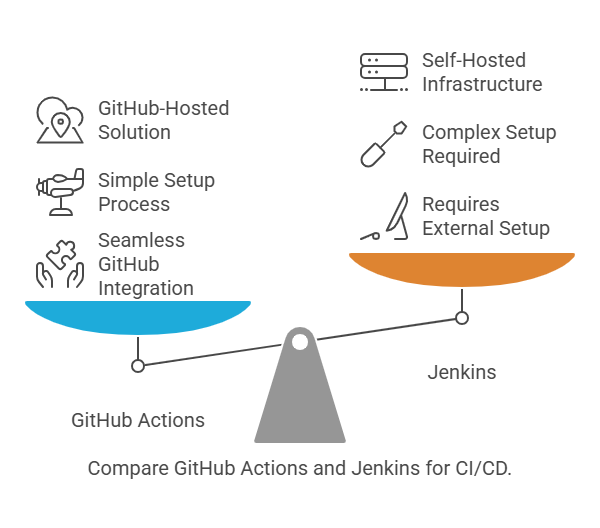 GitHub-Hosted
Solution
Simple Setup
Process
Seamless
GitHub
Integration
GitHub Actions
Self-Hosted
Infrastructure
Complex Setup
Required
Requires
External Setup
Jenkins
Compare GitHub Actions and Jenkins for CI/CD.